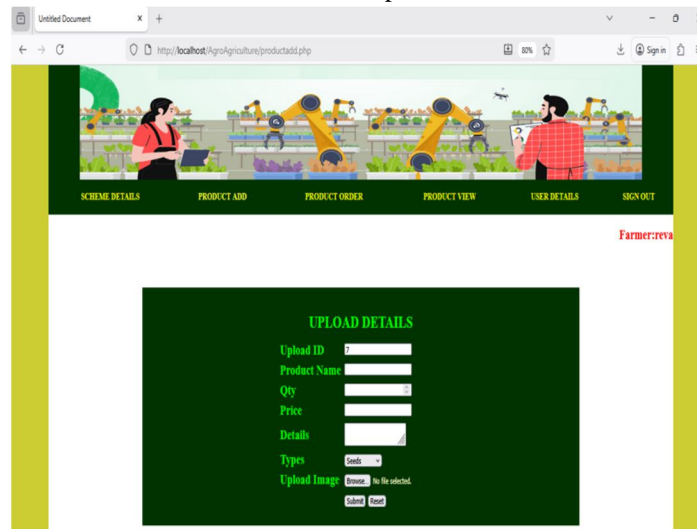 Untitled Document
http://localhost/AgroAgriculture/productadd.php
80%
Sign in
SCHEME DETAILS PRODUCT ADD PRODUCT ORDER PRODUCT VIEW USER DETAILS SIGN OUT
Farmer:reva
UPLOAD DETAILS
Upload ID 7
Product Name
Qty
Price
Details
Types Seeds
Upload Image Browse... No file selected.
Submit Reset